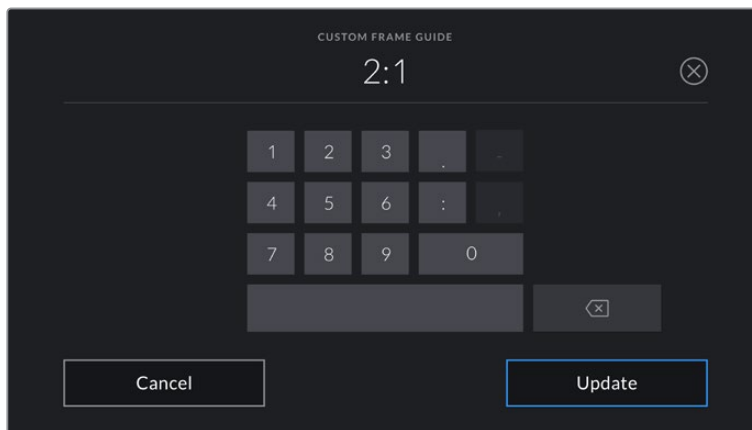 CUSTOM FRAME GUIDE
2:1
1 2 3 . -
4 5 6 : ,
7 8 9 0
Cancel Update